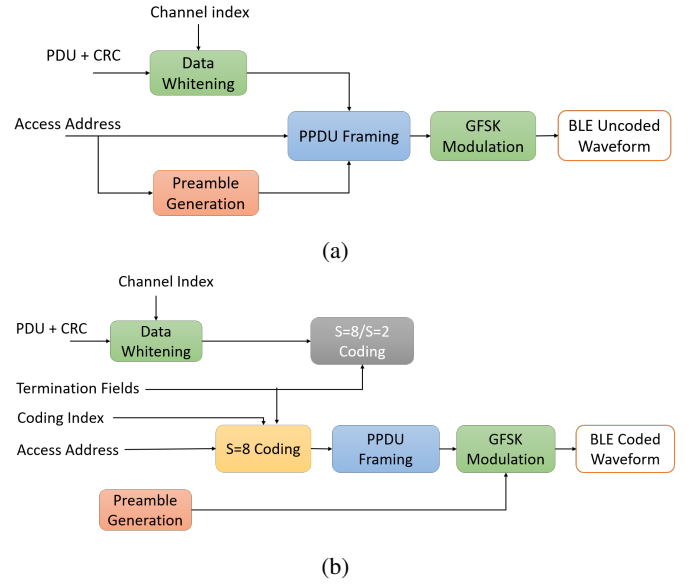 Channel index
PDU + CRC
Data
Whitening
Access Address
PPDU Framing
GFSK
Modulation
BLE Uncoded
Waveform
Preamble
Generation
(a)
Channel Index
PDU + CRC
Data
Whitening
S=8/S=2
Coding
Termination Fields
Coding Index
Access Address
S=8 Coding
PPDU
Framing
GFSK
Modulation
BLE Coded
Waveform
Preamble
Generation
(b)